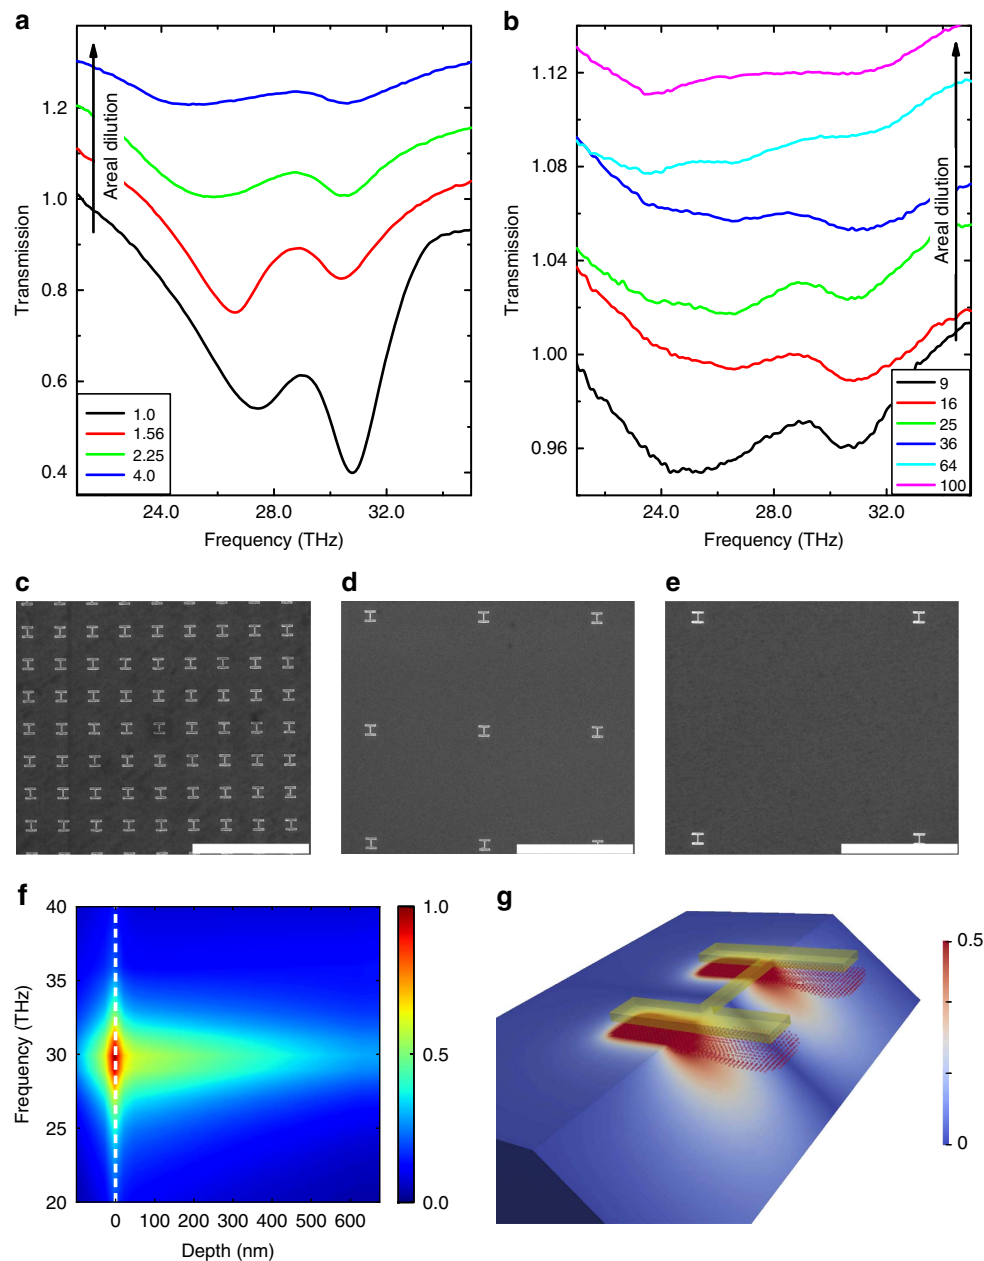 a
b
Transmission
1.2
1.0
0.8
0.6
0.4
Areal dilution
1.0
1.56
2.25
4.0
24.0 28.0 32.0
Frequency (THz)
Transmission
1.12
1.08
1.04
1.00
0.96
Areal dilution
9
16
25
36
64
100
24.0 28.0 32.0
Frequency (THz)
c
d
e
f
Frequency (THz)
40
35
30
25
20
0 100 200 300 400 500 600
Depth (nm)
1.0
0.5
0.0
g
0.5
0